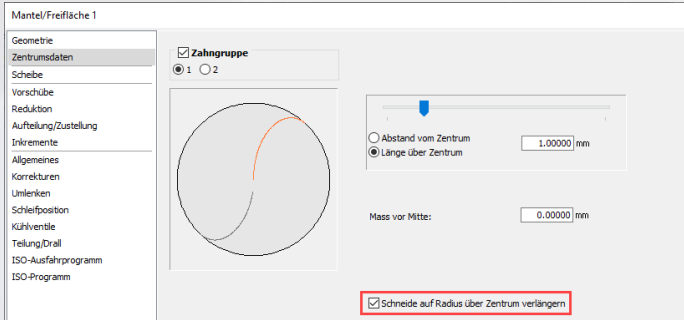 Mantel/Freifläche 1
Geometrie
Zentrumsdaten
Scheibe
Vorschübe
Reduktion
Aufteilung/Zustellung
Inkremente
Allgemeines
Korrekturen
Umlenken
Schleifposition
Kühlventile
Teilung/Drall
ISO-Ausfahrprogramm
ISO-Programm
Zahngruppe
1 2
Abstand vom Zentrum
Länge über Zentrum
1.00000 mm
Mass vor Mitte: 0.00000 mm
Schneide auf Radius über Zentrum verlängern